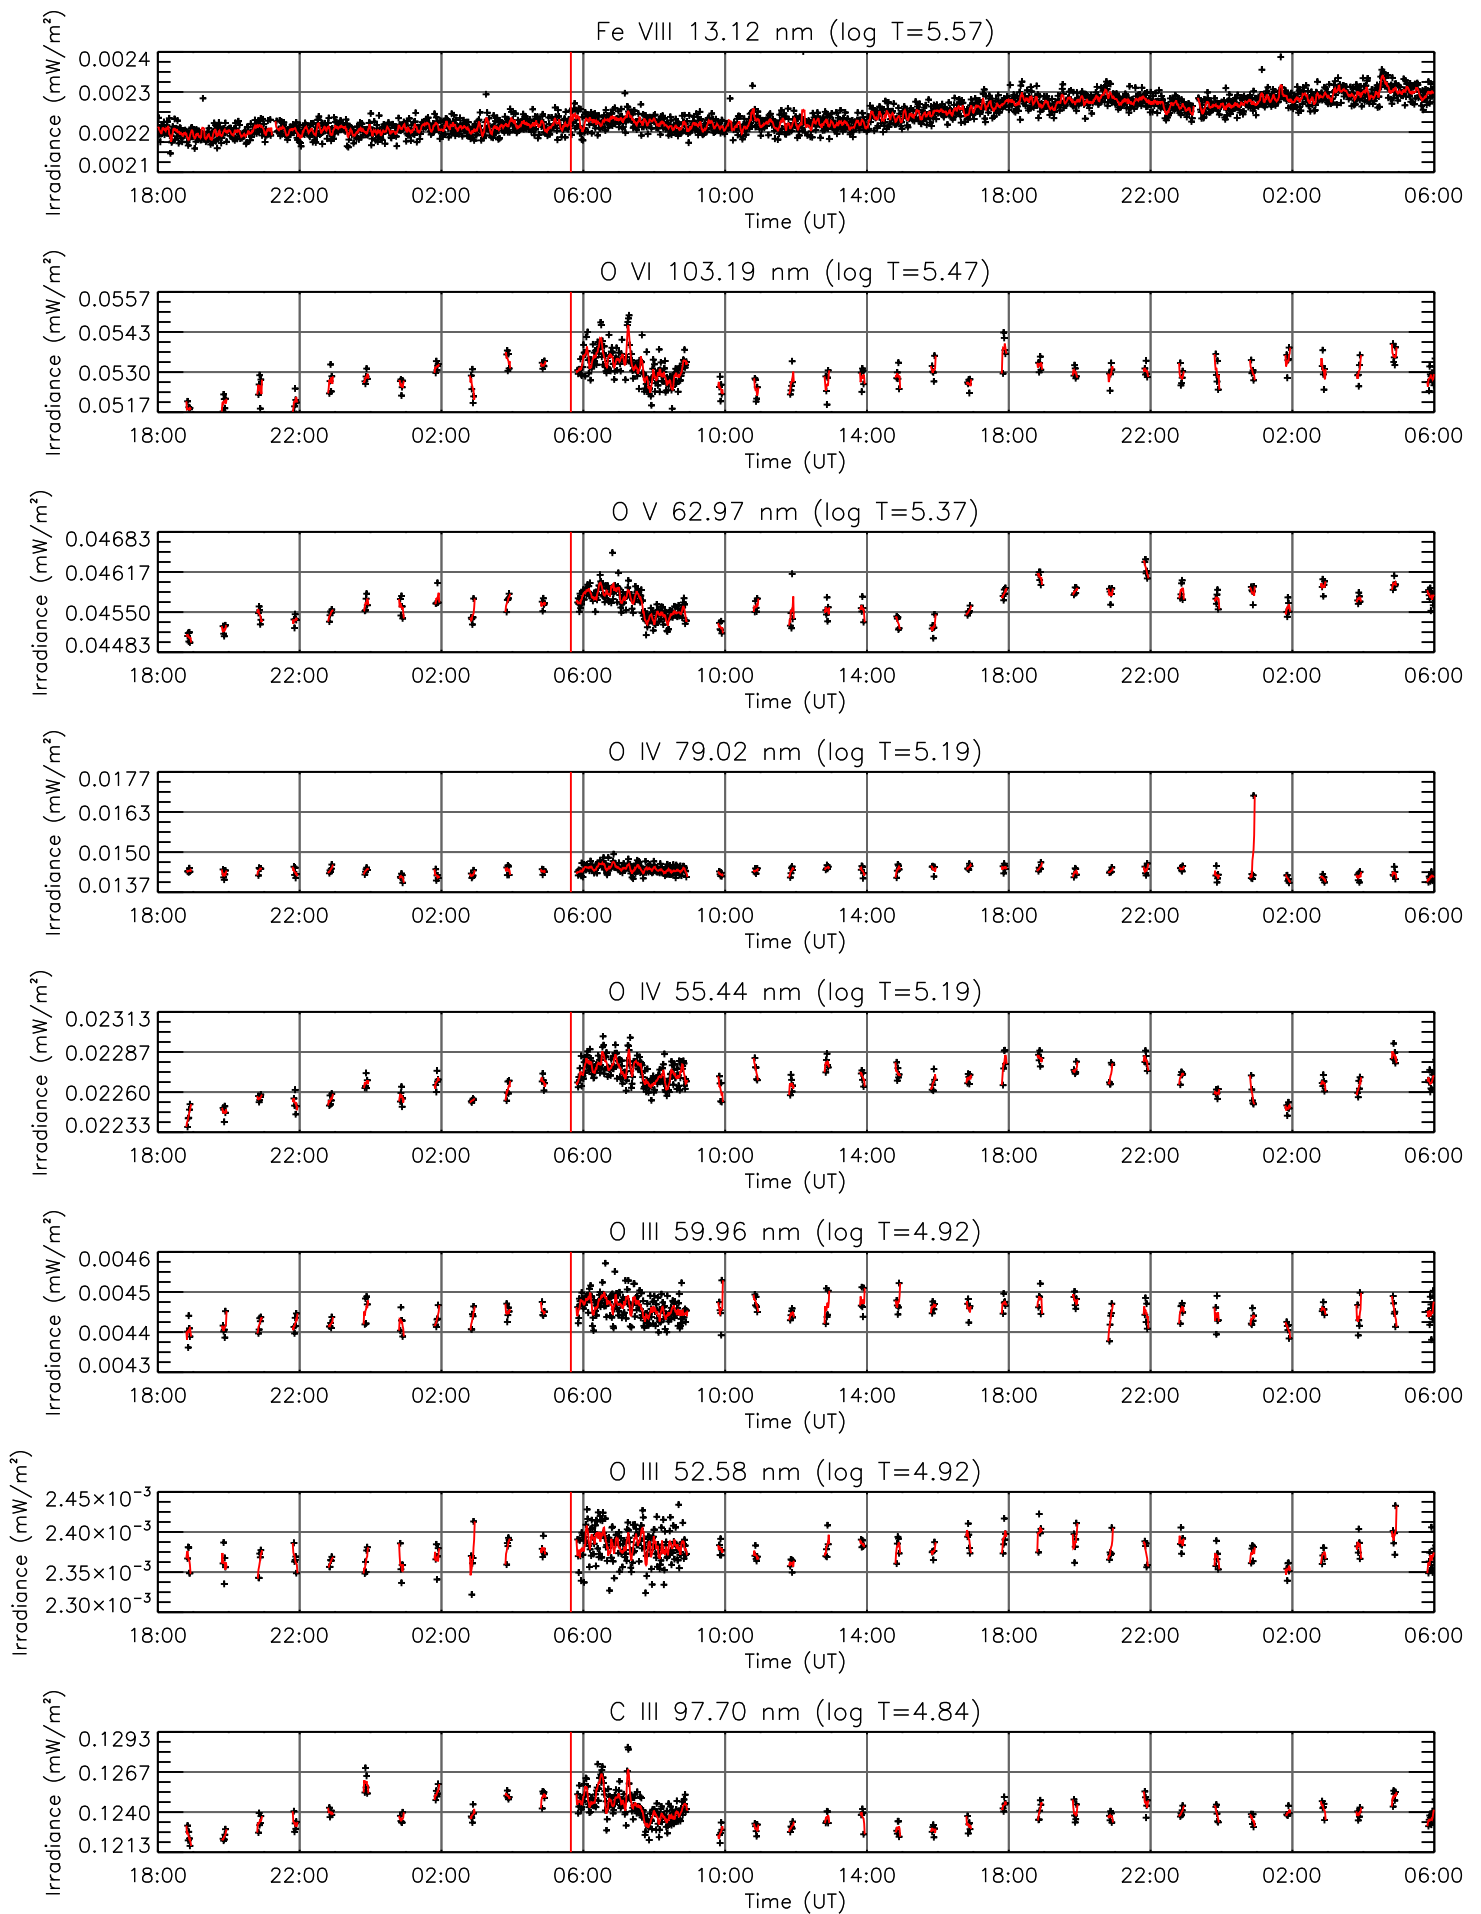 Fe VIII 13.12 nm (log T=5.57)
Irradiance (mW/m²)
0.0024
0.0023
0.0022
0.0021
18:00 22:00 02:00 06:00 10:00 14:00 18:00 22:00 02:00 06:00
Time (UT)
O VI 103.19 nm (log T=5.47)
Irradiance (mW/m²)
0.0557
0.0543
0.0530
0.0517
18:00 22:00 02:00 06:00 10:00 14:00 18:00 22:00 02:00 06:00
Time (UT)
O V 62.97 nm (log T=5.37)
Irradiance (mW/m²)
0.04683
0.04617
0.04550
0.04483
18:00 22:00 02:00 06:00 10:00 14:00 18:00 22:00 02:00 06:00
Time (UT)
O IV 79.02 nm (log T=5.19)
Irradiance (mW/m²)
0.0177
0.0163
0.0150
0.0137
18:00 22:00 02:00 06:00 10:00 14:00 18:00 22:00 02:00 06:00
Time (UT)
O IV 55.44 nm (log T=5.19)
Irradiance (mW/m²)
0.02313
0.02287
0.02260
0.02233
18:00 22:00 02:00 06:00 10:00 14:00 18:00 22:00 02:00 06:00
Time (UT)
O III 59.96 nm (log T=4.92)
Irradiance (mW/m²)
0.0046
0.0045
0.0044
0.0043
18:00 22:00 02:00 06:00 10:00 14:00 18:00 22:00 02:00 06:00
Time (UT)
O III 52.58 nm (log T=4.92)
Irradiance (mW/m²)
2.45×10⁻³
2.40×10⁻³
2.35×10⁻³
2.30×10⁻³
18:00 22:00 02:00 06:00 10:00 14:00 18:00 22:00 02:00 06:00
Time (UT)
C III 97.70 nm (log T=4.84)
Irradiance (mW/m²)
0.1293
0.1267
0.1240
0.1213
18:00 22:00 02:00 06:00 10:00 14:00 18:00 22:00 02:00 06:00
Time (UT)